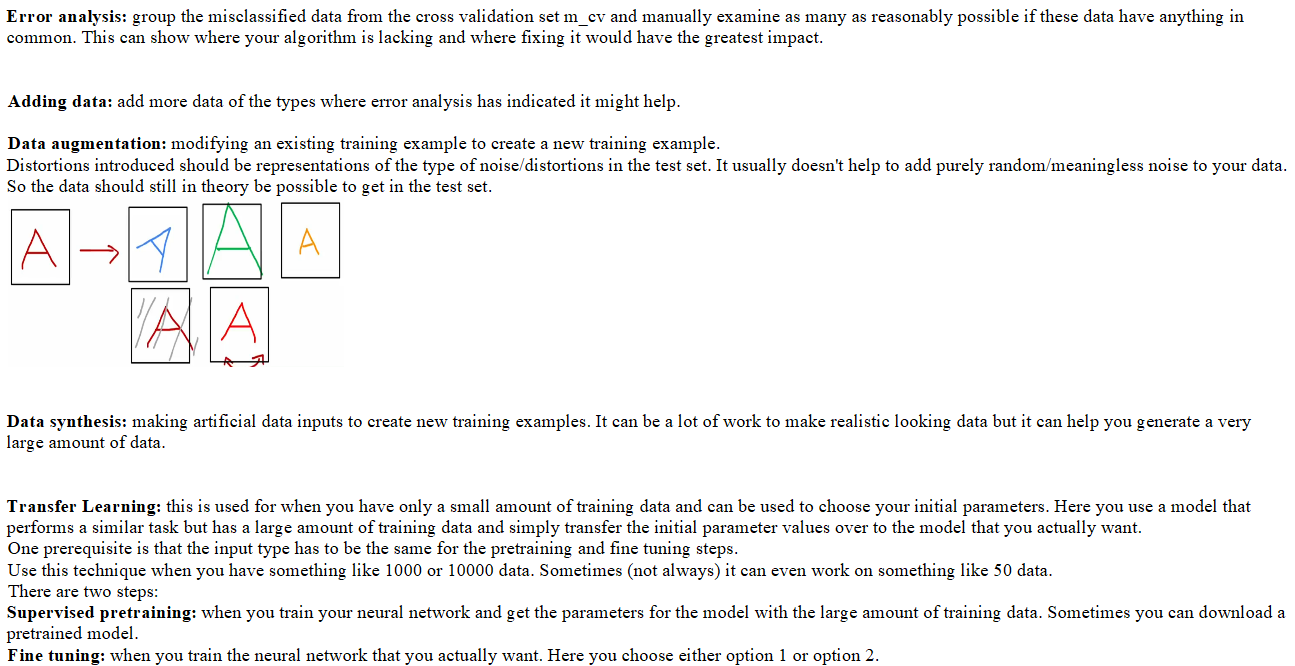 Error analysis: group the misclassified data from the cross validation set m_cv and manually examine as many as reasonably possible if these data have anything in
common. This can show where your algorithm is lacking and where fixing it would have the greatest impact.
Adding data: add more data of the types where error analysis has indicated it might help.
Data augmentation: modifying an existing training example to create a new training example.
Distortions introduced should be representations of the type of noise/distortions in the test set. It usually doesn't help to add purely random/meaningless noise to your data.
So the data should still in theory be possible to get in the test set.
A A A A
A A
Data synthesis: making artificial data inputs to create new training examples. It can be a lot of work to make realistic looking data but it can help you generate a very
large amount of data.
Transfer Learning: this is used for when you have only a small amount of training data and can be used to choose your initial parameters. Here you use a model that
performs a similar task but has a large amount of training data and simply transfer the initial parameter values over to the model that you actually want.
One prerequisite is that the input type has to be the same for the pretraining and fine tuning steps.
Use this technique when you have something like 1000 or 10000 data. Sometimes (not always) it can even work on something like 50 data.
There are two steps:
Supervised pretraining: when you train your neural network and get the parameters for the model with the large amount of training data. Sometimes you can download a
pretrained model.
Fine tuning: when you train the neural network that you actually want. Here you choose either option 1 or option 2.